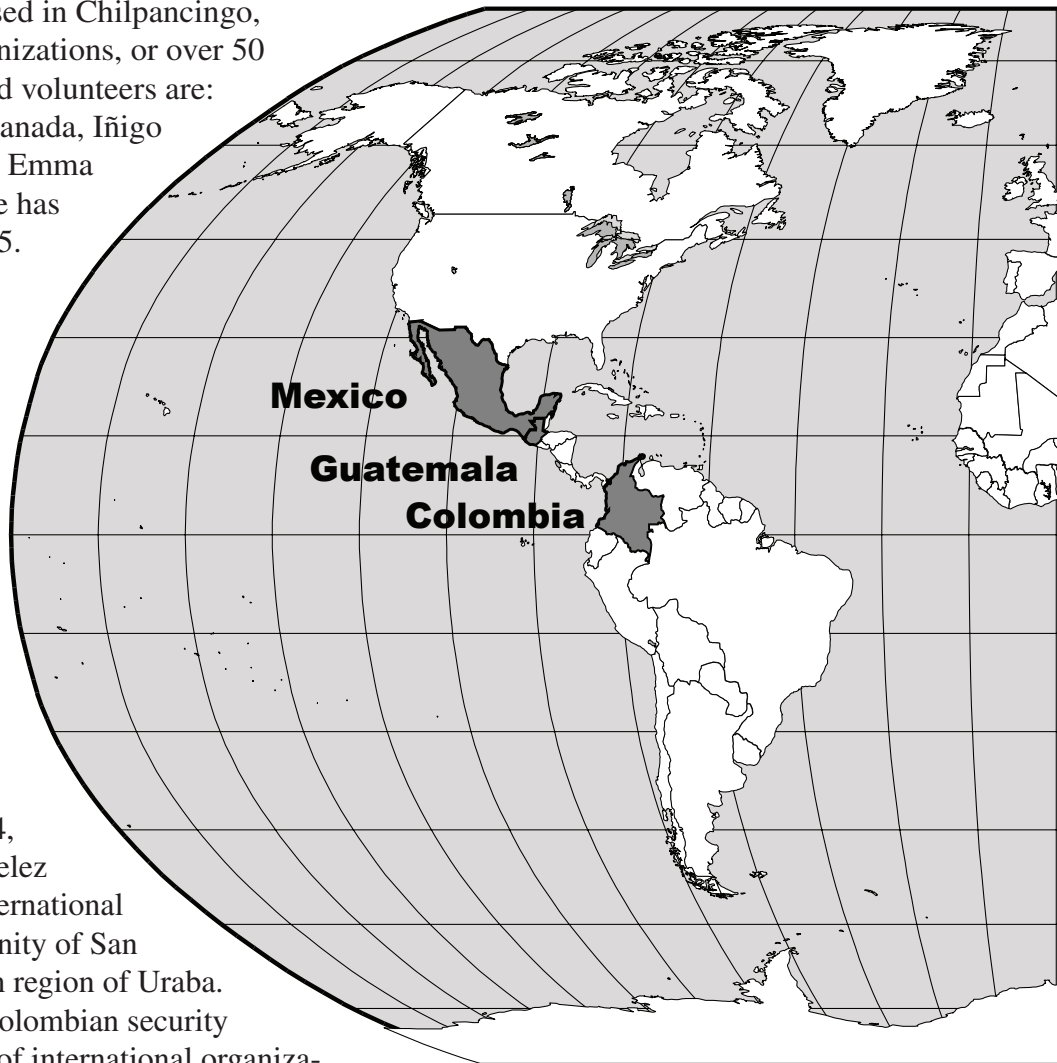 sed in Chilpancingo,
nizations, or over 50
d volunteers are:
anada, Iñigo
Emma
e has
5.
Mexico
Guatemala
Colombia
4,
elez
ernational
nity of San
n region of Uraba.
olombian security
of international organiza-